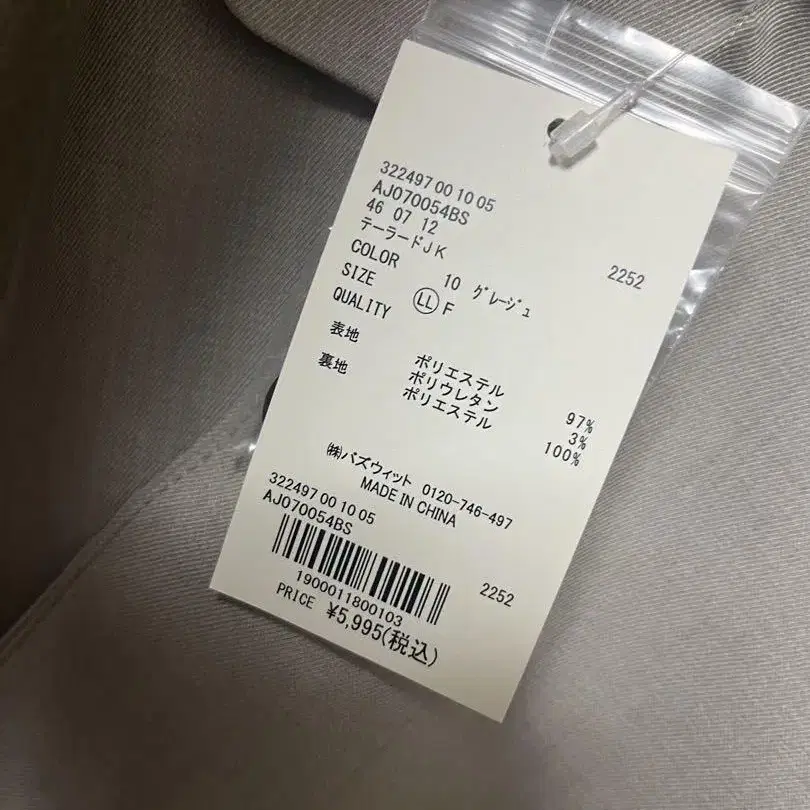 322497 00 10 05
AJO70054BS
46 07 12 2252
テーラードJK
COLOR 10 グレージュ
SIZE LL F
QUALITY
表地 ポリエステル 97%
ポリウレタン 3%
裏地 ポリエステル 100%
㈱バズウィット 0120-746-497
MADE IN CHINA
322497 00 10 05
AJO70054BS 2252
1900011800103
PRICE ¥5,995(税込)